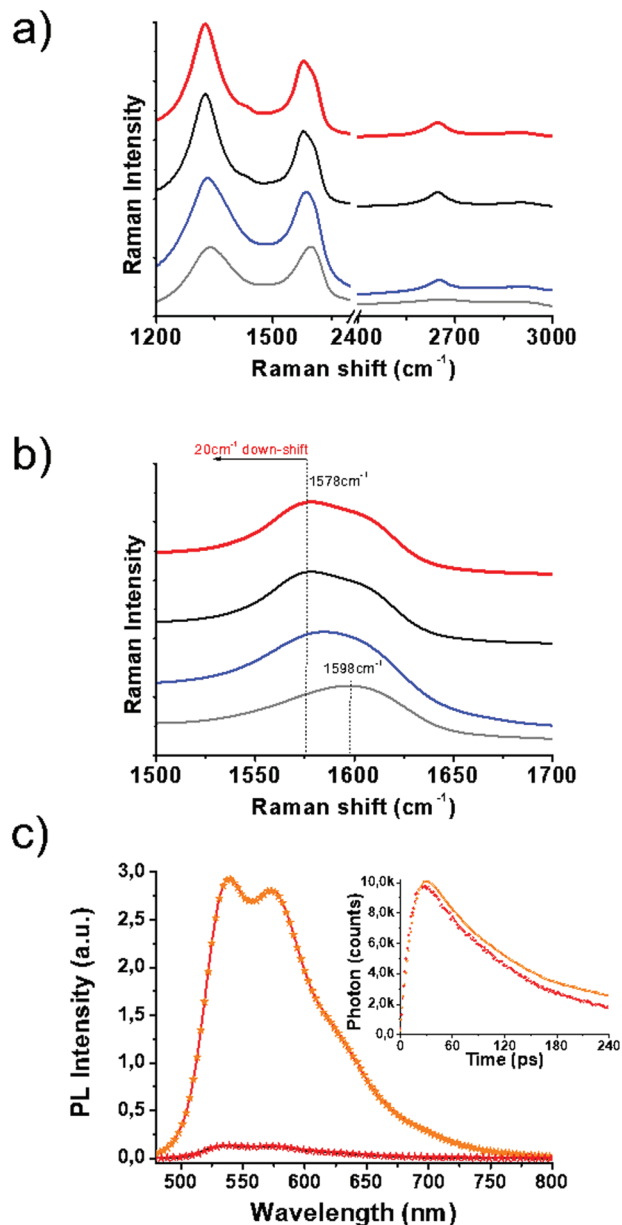 a)
Raman Intensity
1200 1500 2400 2700 3000
Raman shift (cm⁻¹)
b)
20cm⁻¹ down-shift
1578cm⁻¹
1598cm⁻¹
Raman Intensity
1500 1550 1600 1650 1700
Raman shift (cm⁻¹)
c)
3,0
2,5
2,0
1,5
1,0
0,5
0,0
PL Intensity (a.u.)
500 550 600 650 700 750 800
Wavelength (nm)
10,0k
8,0k
6,0k
4,0k
2,0k
0,0
Photon (counts)
0 60 120 180 240
Time (ps)